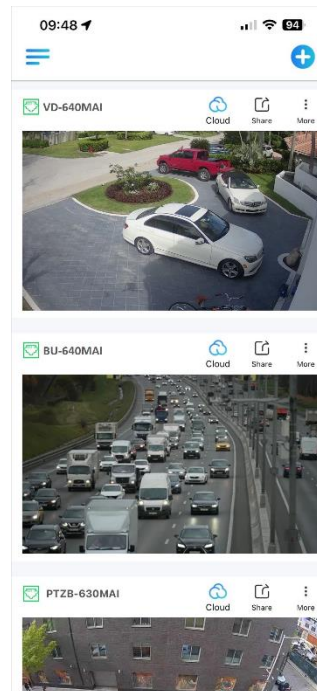 09:48 94
VD-640MAI Cloud Share More
BU-640MAI Cloud Share More
PTZB-630MAI Cloud Share More